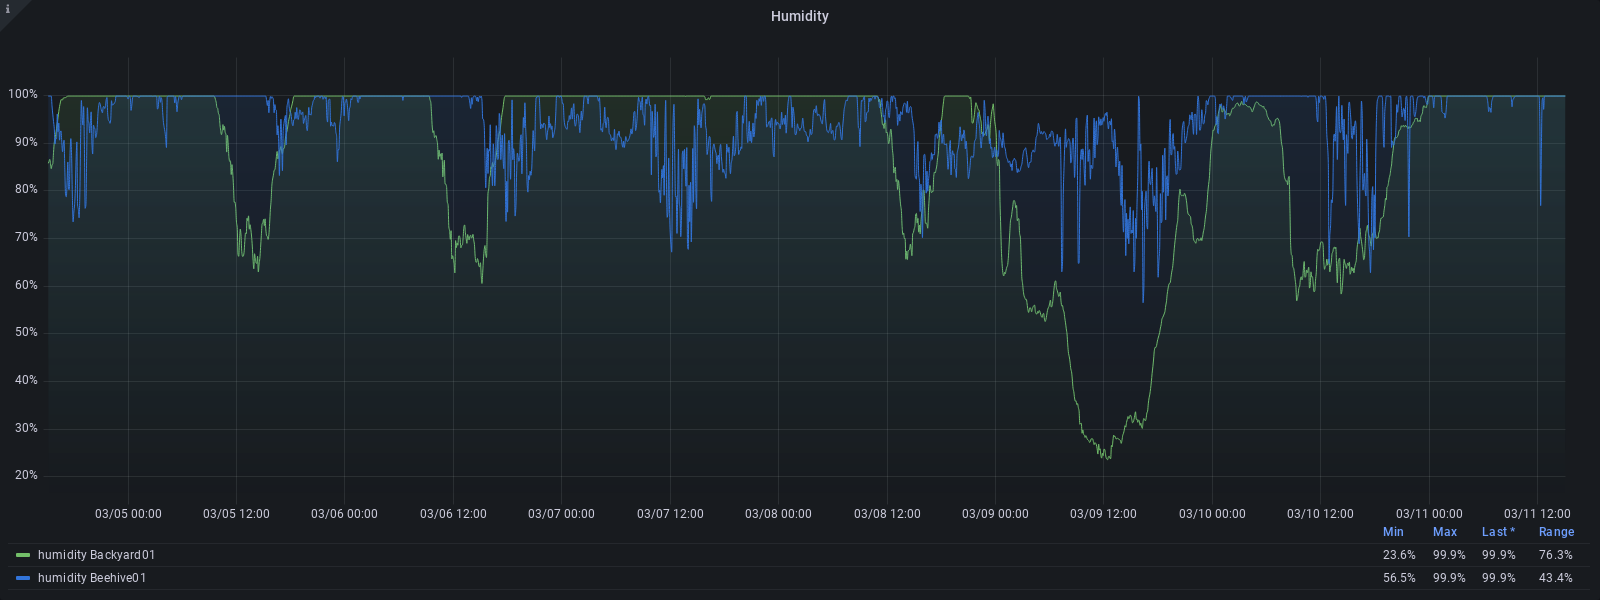 i
Humidity
100%
90%
80%
70%
60%
50%
40%
30%
20%
03/05 00:00 03/05 12:00 03/06 00:00 03/06 12:00 03/07 00:00 03/07 12:00 03/08 00:00 03/08 12:00 03/09 00:00 03/09 12:00 03/10 00:00 03/10 12:00 03/11 00:00 03/11 12:00
Min Max Last * Range
humidity Backyard01 23.6% 99.9% 99.9% 76.3%
humidity Beehive01 56.5% 99.9% 99.9% 43.4%